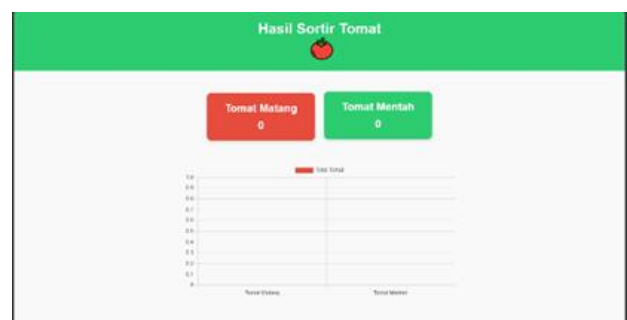 Hasil Sortir Tomat
Tomat Matang
0
Tomat Mentah
0
Total Tomat
1.0
0.9
0.8
0.7
0.6
0.5
0.4
0.3
0.2
0.1
0
Tomat Matang
Tomat Mentah